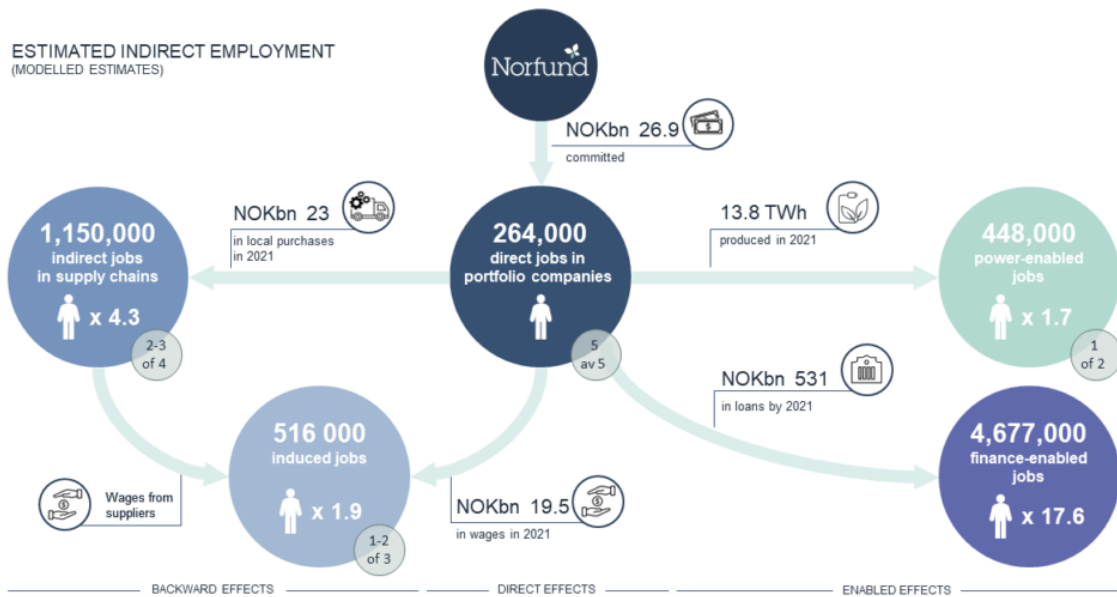 ESTIMATED INDIRECT EMPLOYMENT
(MODELLED ESTIMATES)
Norfund
NOKbn 26.9
committed
NOKbn 23
in local purchases
in 2021
13.8 TWh
produced in 2021
1,150,000
indirect jobs
in supply chains
x 4.3
2-3
of 4
264,000
direct jobs in
portfolio companies
5
av 5
448,000
power-enabled
jobs
x 1.7
1
of 2
NOKbn 531
in loans by 2021
516 000
induced jobs
x 1.9
1-2
of 3
4,677,000
finance-enabled
jobs
x 17.6
Wages from
suppliers
NOKbn 19.5
in wages in 2021
BACKWARD EFFECTS
DIRECT EFFECTS
ENABLED EFFECTS